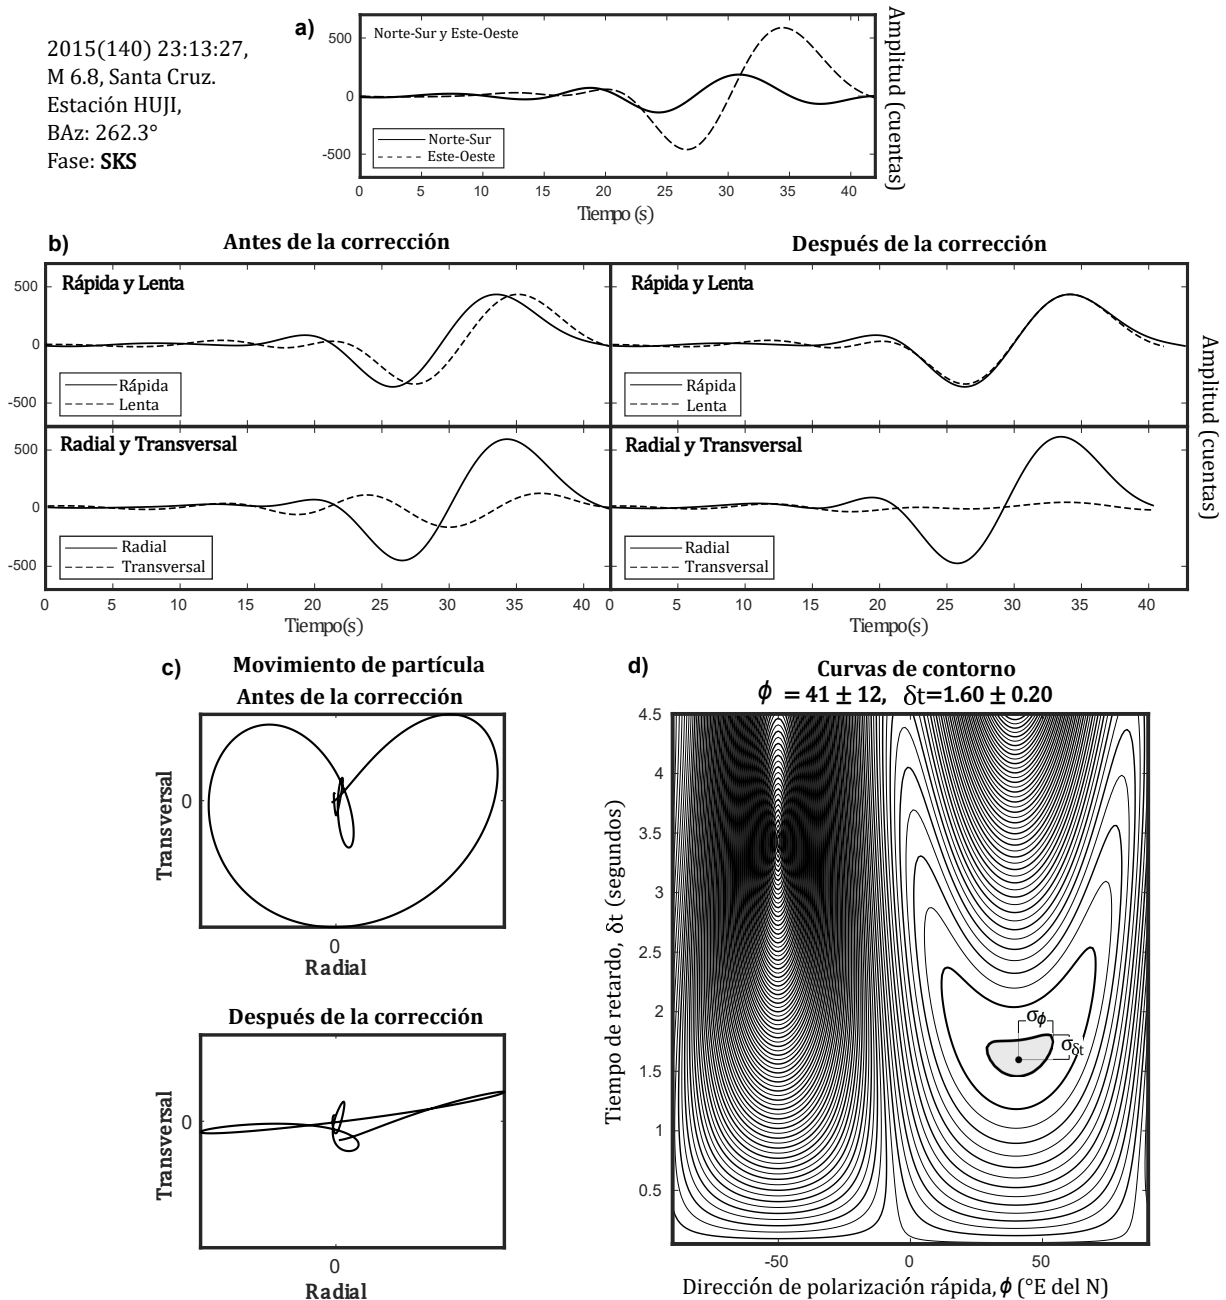 2015(140) 23:13:27,
M 6.8, Santa Cruz.
Estación HUJI,
BAz: 262.3°
Fase: SKS
a)
Norte-Sur y Este-Oeste
500
0
-500
Norte-Sur
Este-Oeste
0 5 10 15 20 25 30 35 40
Tiempo (s)
Amplitud (cuentas)
b)
Antes de la corrección
Después de la corrección
Rápida y Lenta
Rápida y Lenta
500
0
-500
Rápida
Lenta
Rápida
Lenta
Radial y Transversal
Radial y Transversal
500
0
-500
Radial
Transversal
Radial
Transversal
0 5 10 15 20 25 30 35 40
0 5 10 15 20 25 30 35 40
Tiempo(s)
Tiempo(s)
Amplitud (cuentas)
c)
Movimiento de partícula
Antes de la corrección
Transversal
0
0
Radial
Después de la corrección
Transversal
0
0
Radial
d)
Curvas de contorno
ϕ = 41 ± 12, δt=1.60 ± 0.20
4.5
4
3.5
3
2.5
2
1.5
1
0.5
σϕ
σδt
Tiempo de retardo, δt (segundos)
-50 0 50
Dirección de polarización rápida, ϕ (°E del N)